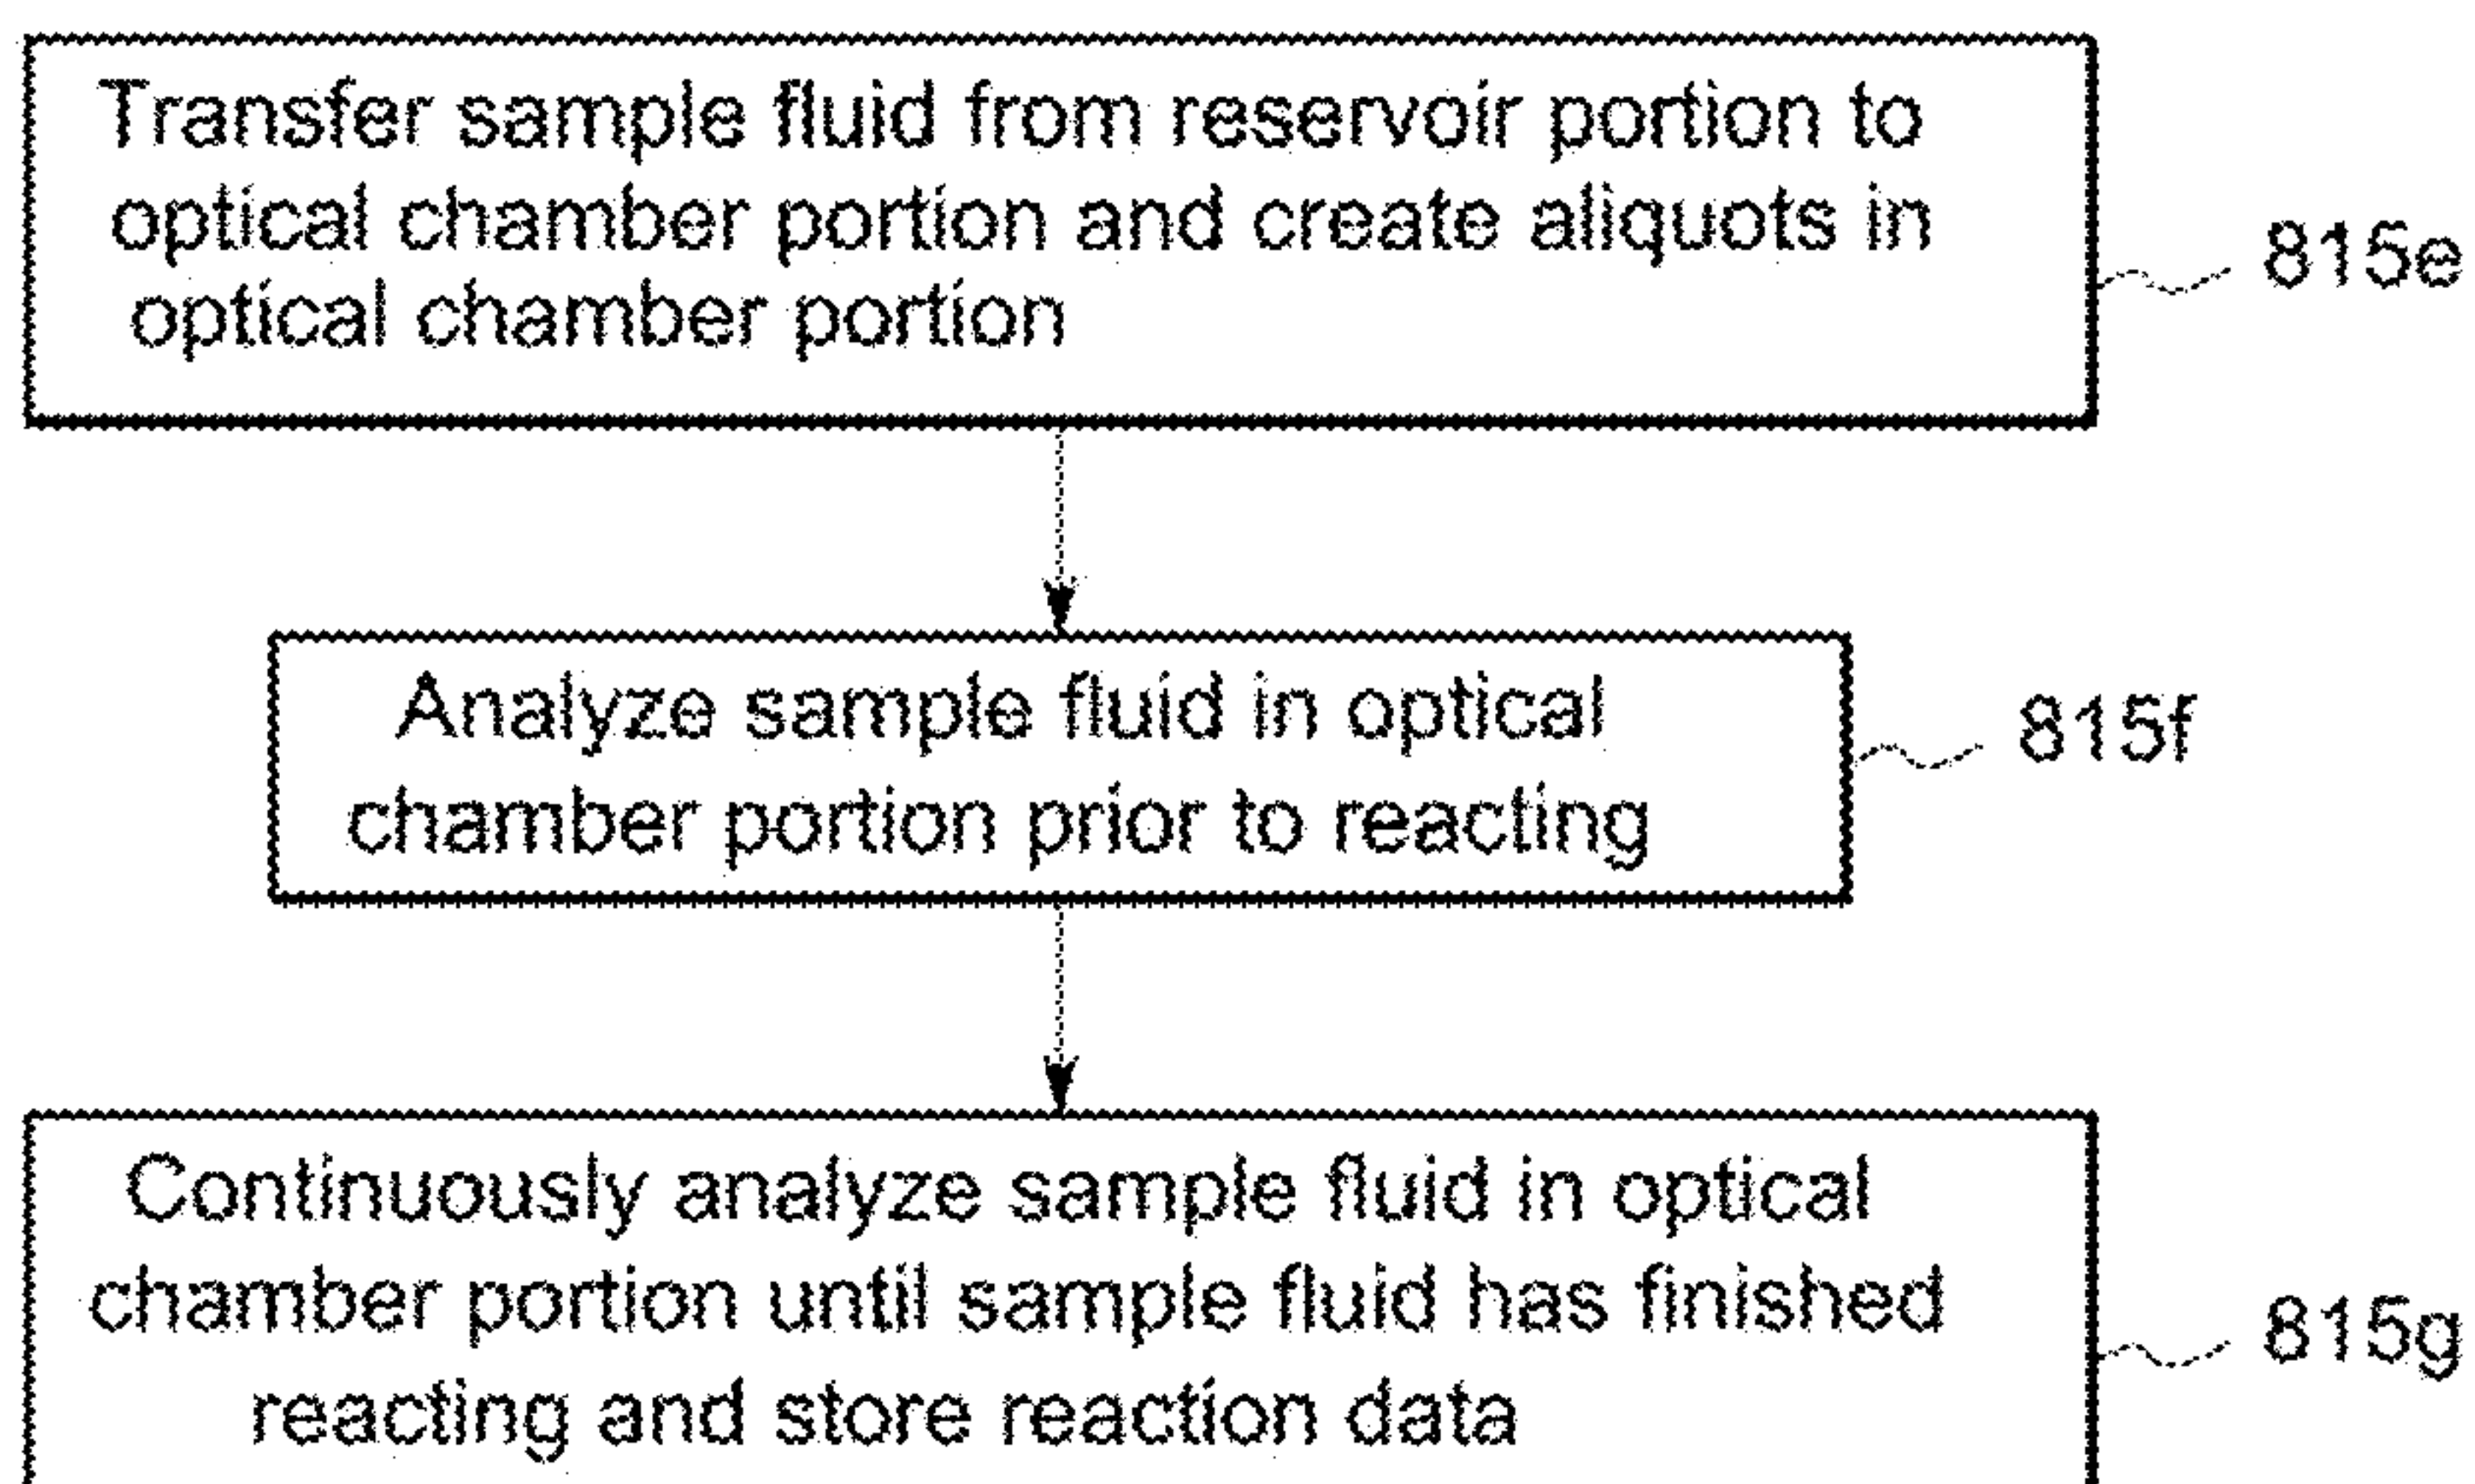 Transfer sample fluid from reservoir portion to
optical chamber portion and create aliquots in
optical chamber portion
815e
Analyze sample fluid in optical
chamber portion prior to reacting
815f
Continuously analyze sample fluid in optical
chamber portion until sample fluid has finished
reacting and store reaction data
815g